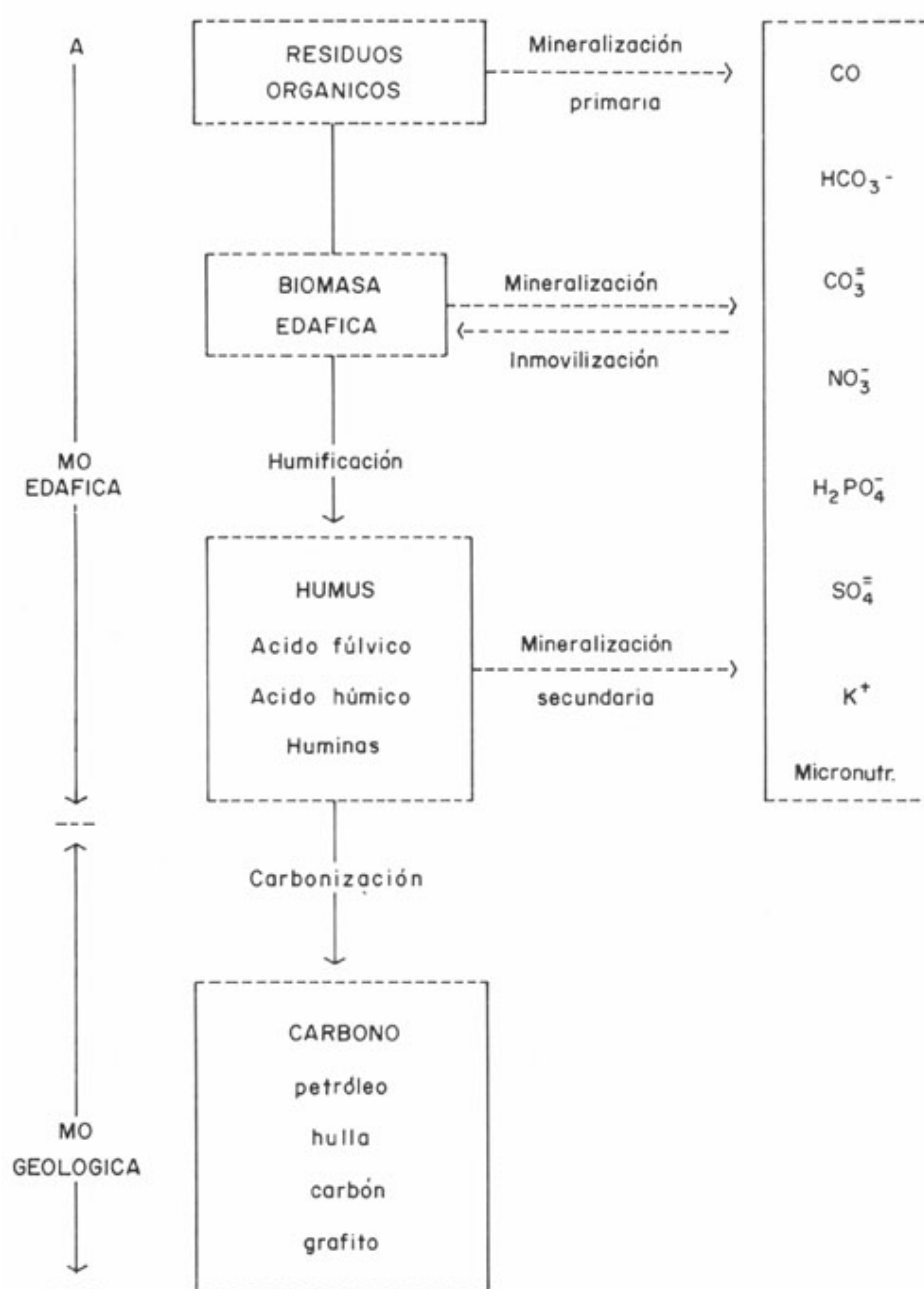 A
RESIDUOS
ORGANICOS
Mineralización
primaria
CO
HCO₃⁻
BIOMASA
EDAFICA
Mineralización
Inmovilización
CO₃⁼
NO₃⁻
MO
EDAFICA
Humificación
H₂PO₄⁻
HUMUS
Acido fúlvico
Acido húmico
Huminas
Mineralización
secundaria
SO₄⁼
K⁺
Micronutr.
Carbonización
MO
GEOLOGICA
CARBONO
petróleo
hulla
carbón
grafito